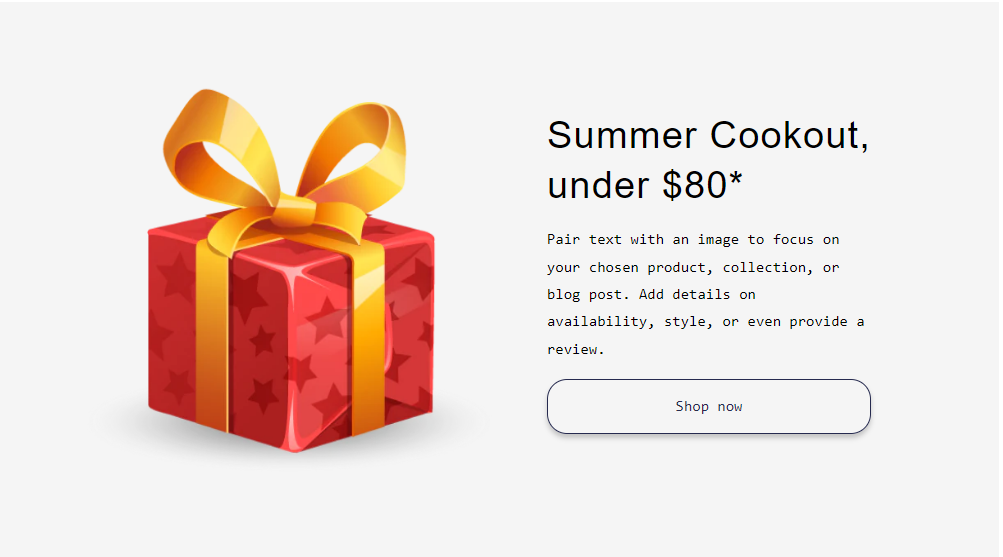 Summer Cookout,
under $80*
Pair text with an image to focus on
your chosen product, collection, or
blog post. Add details on
availability, style, or even provide a
review.
Shop now